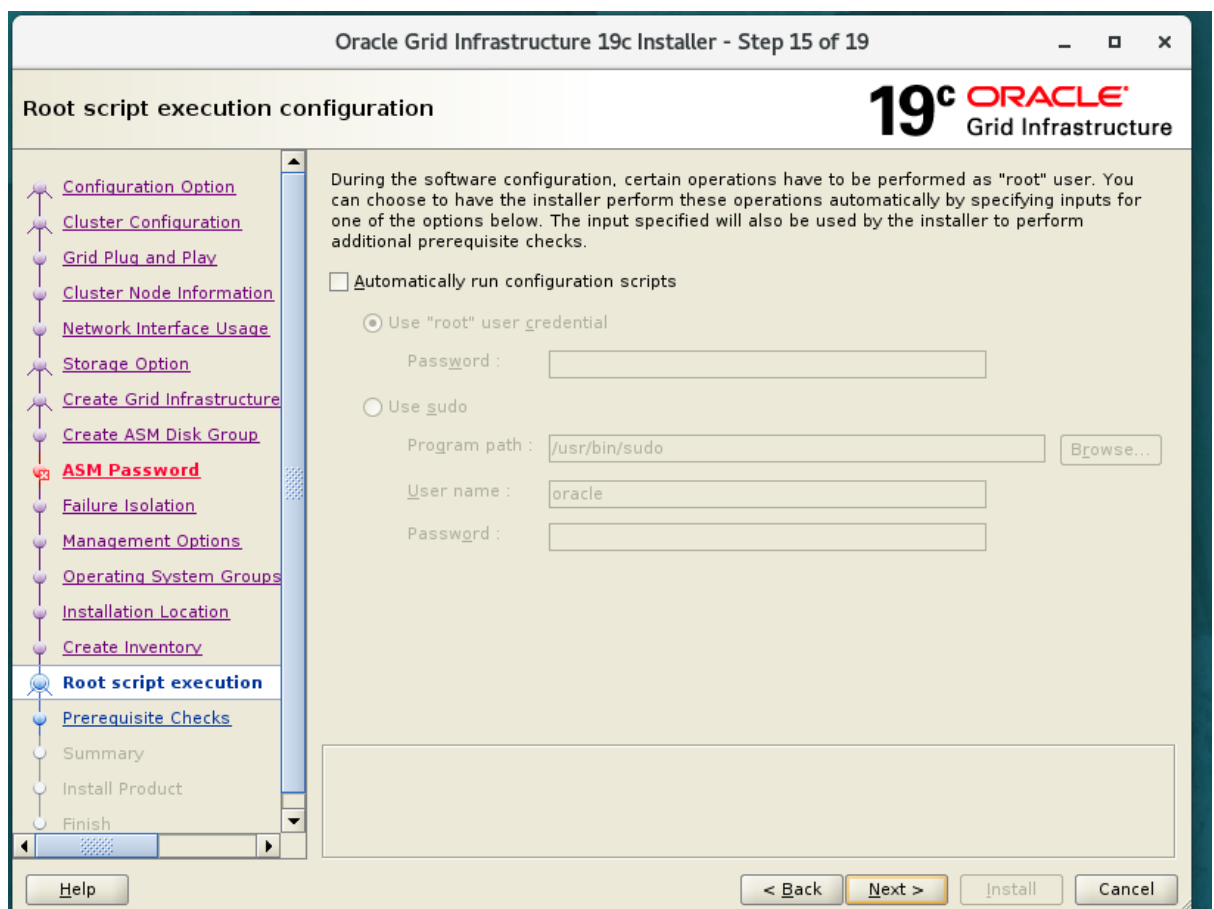 Oracle Grid Infrastructure 19c Installer - Step 15 of 19
Root script execution configuration
19c ORACLE
Grid Infrastructure
Configuration Option
Cluster Configuration
Grid Plug and Play
Cluster Node Information
Network Interface Usage
Storage Option
Create Grid Infrastructure
Create ASM Disk Group
ASM Password
Failure Isolation
Management Options
Operating System Groups
Installation Location
Create Inventory
Root script execution
Prerequisite Checks
Summary
Install Product
Finish
During the software configuration, certain operations have to be performed as "root" user. You
can choose to have the installer perform these operations automatically by specifying inputs for
one of the options below. The input specified will also be used by the installer to perform
additional prerequisite checks.
Automatically run configuration scripts
Use "root" user credential
Password :
Use sudo
Program path : /usr/bin/sudo Browse...
User name : oracle
Password :
Help < Back Next > Install Cancel